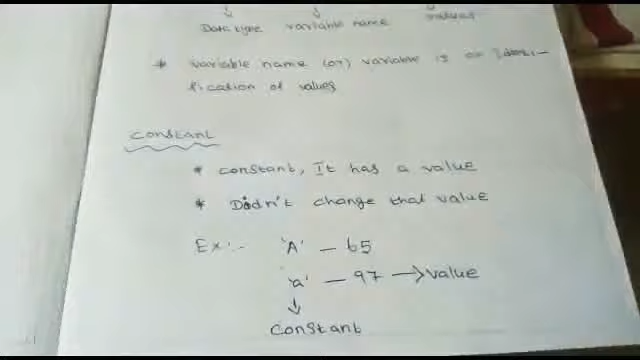 Data type variable name values
* variable name (or) variable is an Identi-
fication of values
constant
* constant, It has a value
* Didn't change that value
Ex:- 'A' - 65
'a' - 97 → value
↓
constant